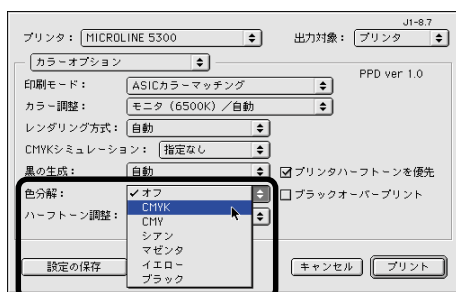 J1-8.7
プリンタ： MICROLINE 5300 出力対象： プリンタ
カラーオプション
PPD ver 1.0
印刷モード： ASICカラーマッチング
カラー調整： モニタ（6500K）／自動
レンダリング方式： 自動
CMYKシミュレーション： 指定なし
黒の生成： 自動 プリンタハーフトーンを優先
色分解： ✓オフ ブラックオーバープリント
CMYK
ハーフトーン調整： CMY
シアン
マゼンタ
設定の保存 イエロー キャンセル プリント
ブラック